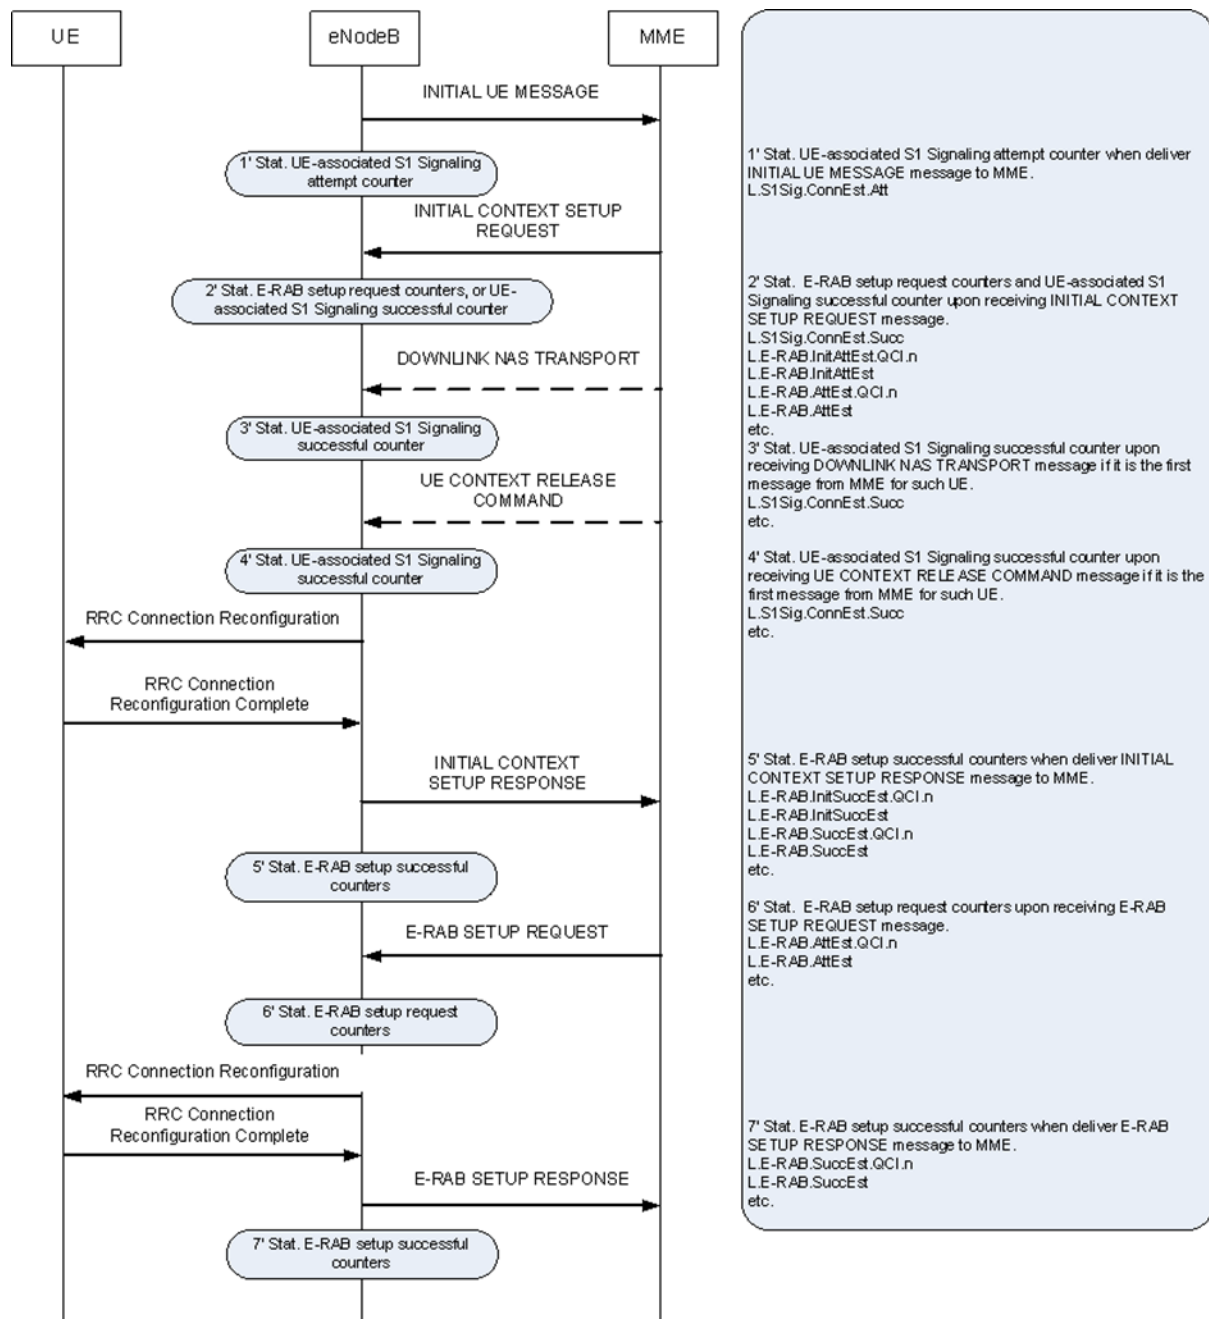 UE
eNodeB
MME
INITIAL UE MESSAGE
1' Stat. UE-associated S1 Signaling
attempt counter
INITIAL CONTEXT SETUP
REQUEST
2' Stat. E-RAB setup request counters, or UE-
associated S1 Signaling successful counter
DOWNLINK NAS TRANSPORT
3' Stat. UE-associated S1 Signaling
successful counter
UE CONTEXT RELEASE
COMMAND
4' Stat. UE-associated S1 Signaling
successful counter
RRC Connection Reconfiguration
RRC Connection
Reconfiguration Complete
INITIAL CONTEXT
SETUP RESPONSE
5' Stat. E-RAB setup successful
counters
E-RAB SETUP REQUEST
6' Stat. E-RAB setup request
counters
RRC Connection Reconfiguration
RRC Connection
Reconfiguration Complete
E-RAB SETUP RESPONSE
7' Stat. E-RAB setup successful
counters
1' Stat. UE-associated S1 Signaling attempt counter when deliver
INITIAL UE MESSAGE message to MME.
L.S1Sig.ConnEst.Att
2' Stat. E-RAB setup request counters and UE-associated S1
Signaling successful counter upon receiving INITIAL CONTEXT
SETUP REQUEST message.
L.S1Sig.ConnEst.Succ
L.E-RAB.InitAttEst.QCI.n
L.E-RAB.InitAttEst
L.E-RAB.AttEst.QCI.n
L.E-RAB.AttEst
etc.
3' Stat. UE-associated S1 Signaling successful counter upon
receiving DOWNLINK NAS TRANSPORT message if it is the first
message from MME for such UE.
L.S1Sig.ConnEst.Succ
etc.
4' Stat. UE-associated S1 Signaling successful counter upon
receiving UE CONTEXT RELEASE COMMAND message if it is the
first message from MME for such UE.
L.S1Sig.ConnEst.Succ
etc.
5' Stat. E-RAB setup successful counters when deliver INITIAL
CONTEXT SETUP RESPONSE message to MME.
L.E-RAB.InitSuccEst.QCI.n
L.E-RAB.InitSuccEst
L.E-RAB.SuccEst.QCI.n
L.E-RAB.SuccEst
etc.
6' Stat. E-RAB setup request counters upon receiving E-RAB
SETUP REQUEST message.
L.E-RAB.AttEst.QCI.n
L.E-RAB.AttEst
etc.
7' Stat. E-RAB setup successful counters when deliver E-RAB
SETUP RESPONSE message to MME.
L.E-RAB.SuccEst.QCI.n
L.E-RAB.SuccEst
etc.